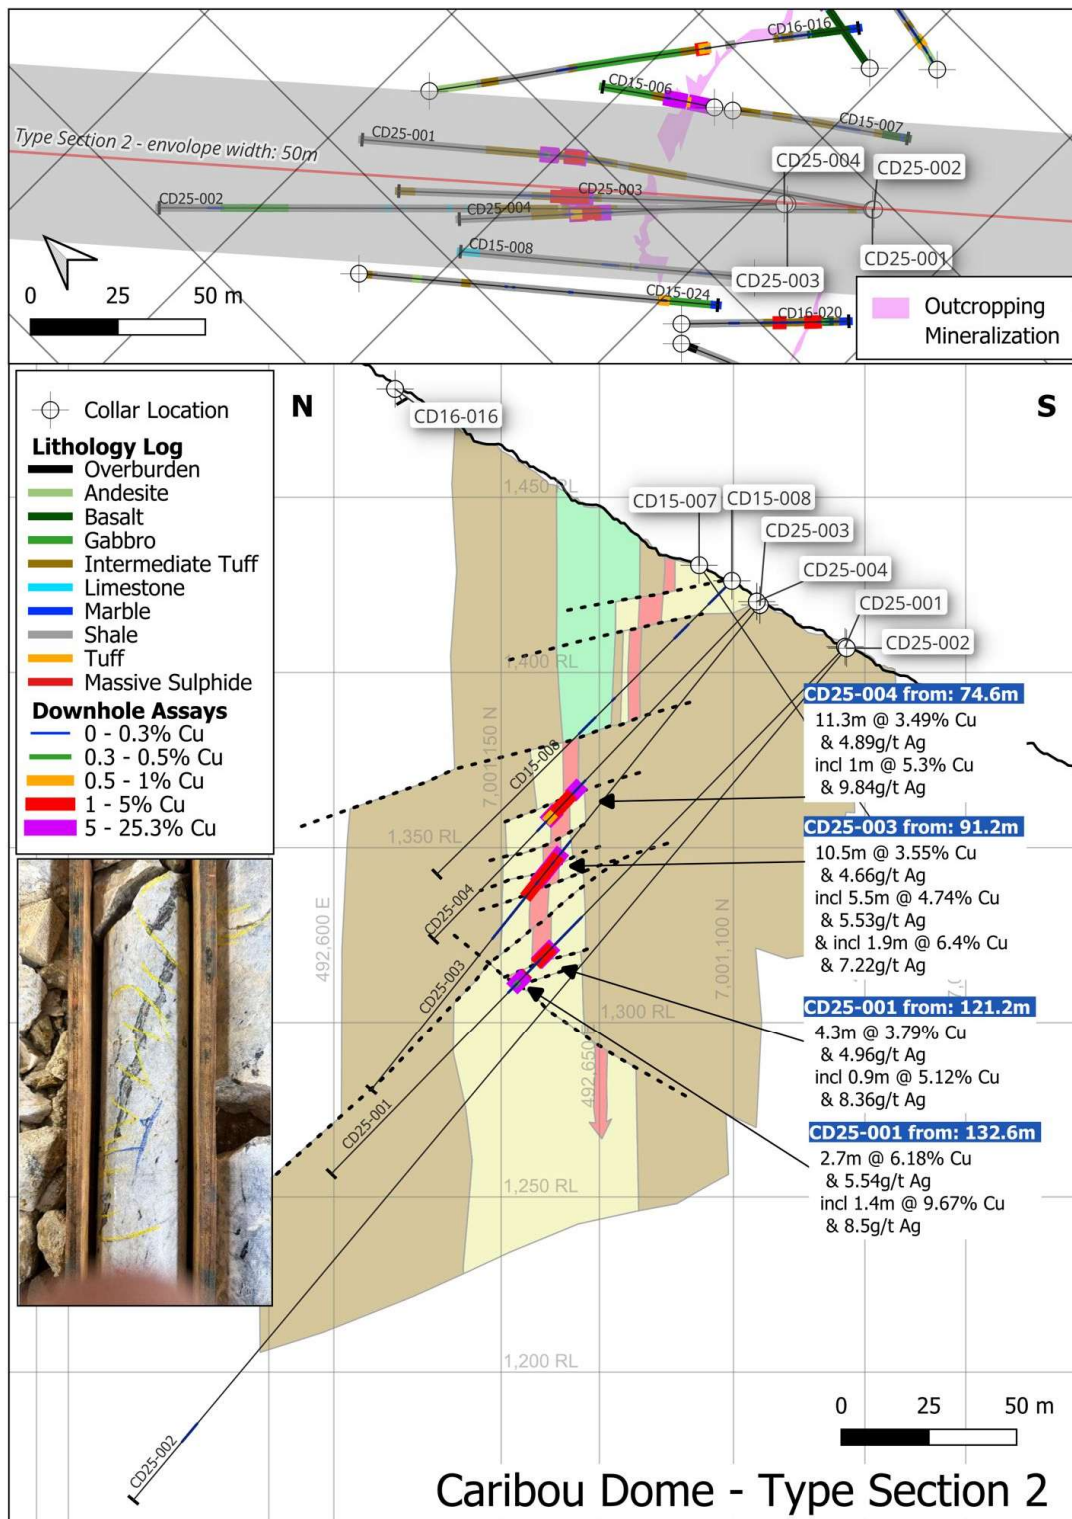 CD16-016
CD15-006
CD15-007
Type Section 2 - envolope width: 50m
CD25-001
CD25-004
CD25-002
CD25-003
CD25-002
CD25-004
CD15-008
CD25-001
CD25-003
CD15-024
CD16-020
0 25 50 m
Outcropping
Mineralization
Collar Location
Lithology Log
Overburden
Andesite
Basalt
Gabbro
Intermediate Tuff
Limestone
Marble
Shale
Tuff
Massive Sulphide
Downhole Assays
0 - 0.3% Cu
0.3 - 0.5% Cu
0.5 - 1% Cu
1 - 5% Cu
5 - 25.3% Cu
N
S
CD16-016
1,450 RL
CD15-007
CD15-008
CD25-003
CD25-004
CD25-001
CD25-002
1,400 RL
7,001,150 N
CD15-008
1,350 RL
CD25-004
492,600 E
CD25-003
7,001,100 N
1,300 RL
492,650
CD25-001
1,250 RL
1,200 RL
CD25-002
CD25-004 from: 74.6m
11.3m @ 3.49% Cu
& 4.89g/t Ag
incl 1m @ 5.3% Cu
& 9.84g/t Ag
CD25-003 from: 91.2m
10.5m @ 3.55% Cu
& 4.66g/t Ag
incl 5.5m @ 4.74% Cu
& 5.53g/t Ag
& incl 1.9m @ 6.4% Cu
& 7.22g/t Ag
CD25-001 from: 121.2m
4.3m @ 3.79% Cu
& 4.96g/t Ag
incl 0.9m @ 5.12% Cu
& 8.36g/t Ag
CD25-001 from: 132.6m
2.7m @ 6.18% Cu
& 5.54g/t Ag
incl 1.4m @ 9.67% Cu
& 8.5g/t Ag
0 25 50 m
Caribou Dome - Type Section 2